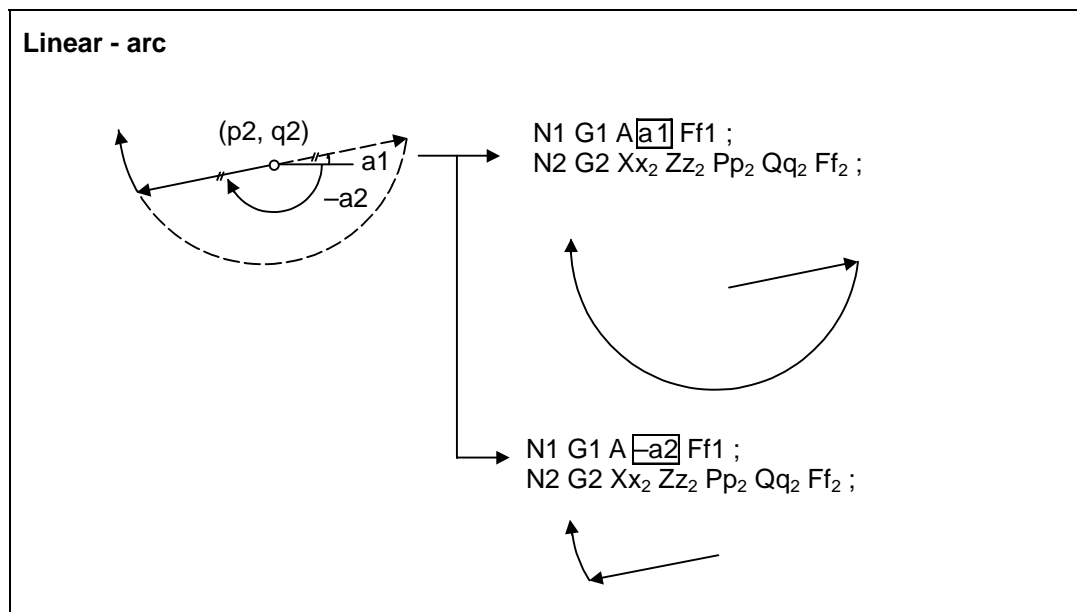 Linear - arc
(p2, q2)
a1
–a2
N1 G1 A a1 Ff1 ;
N2 G2 Xx₂ Zz₂ Pp₂ Qq₂ Ff₂ ;
N1 G1 A –a2 Ff1 ;
N2 G2 Xx₂ Zz₂ Pp₂ Qq₂ Ff₂ ;